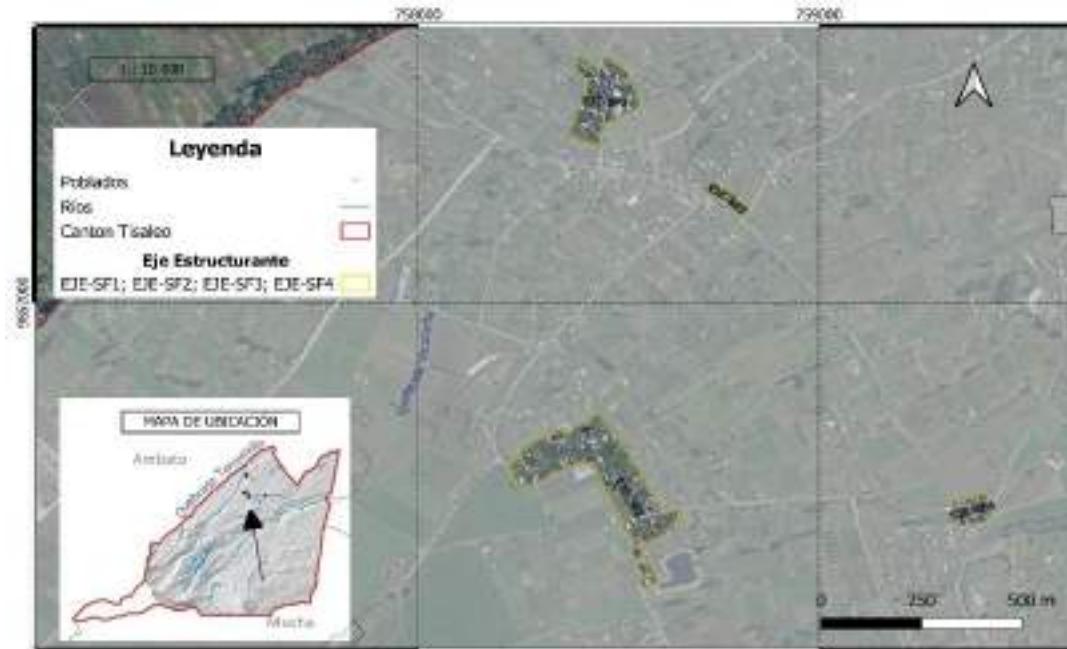 758000
759000
1 : 10 000
Leyenda
Poblados
Ríos
Canton Tisaleo
Eje Estructurante
EJE-SF1; EJE-SF2; EJE-SF3; EJE-SF4
MAPA DE UBICACIÓN
Ambato
Mocha
0 250 500 m